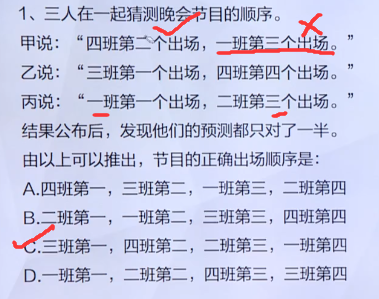 1、三人在一起猜测晚会节目的顺序。
甲说：“四班第二个出场，一班第三个出场。”
乙说：“三班第一个出场，四班第四个出场。”
丙说：“一班第一个出场，二班第三个出场。”
结果公布后，发现他们的预测都只对了一半。
由以上可以推出，节目的正确出场顺序是：
A.四班第一，三班第二，一班第三，二班第四
B.二班第一，一班第二，三班第三，四班第四
C.三班第一，四班第二，二班第三，一班第四
D.一班第一，二班第二，四班第三，三班第四